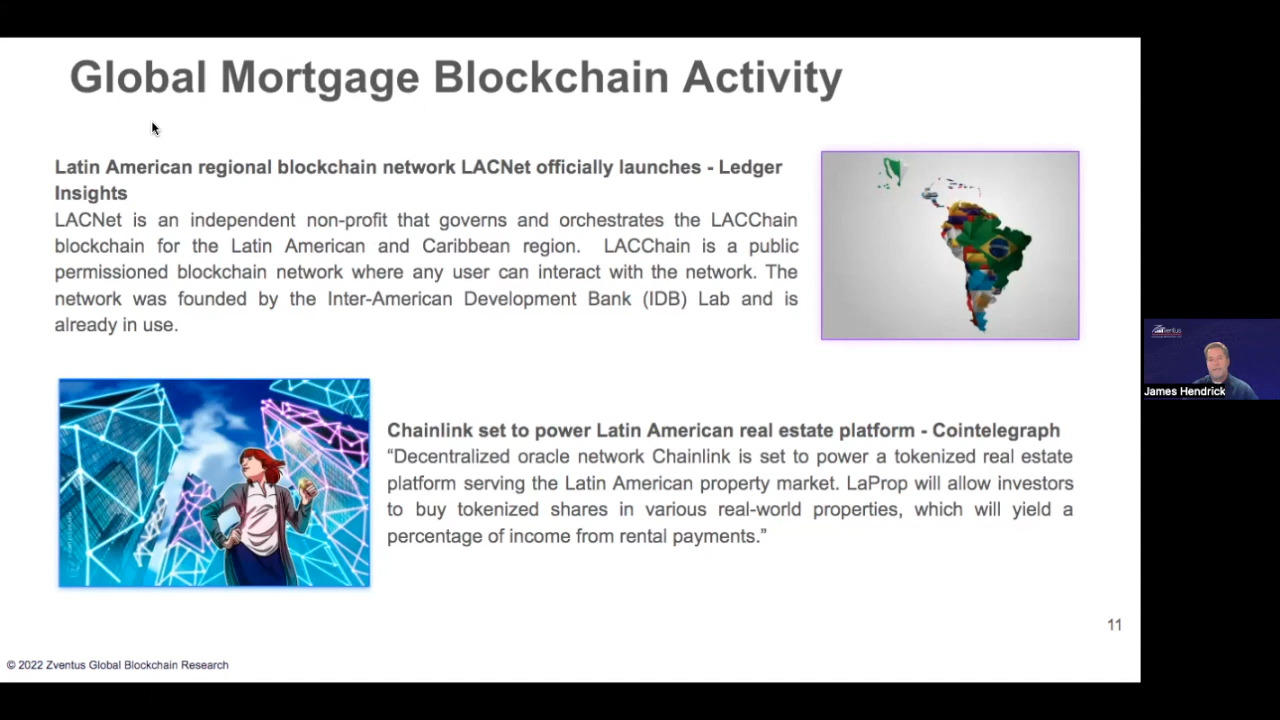 Global Mortgage Blockchain Activity
Latin American regional blockchain network LACNet officially launches - Ledger
Insights
LACNet is an independent non-profit that governs and orchestrates the LACChain
blockchain for the Latin American and Caribbean region. LACChain is a public
permissioned blockchain network where any user can interact with the network. The
network was founded by the Inter-American Development Bank (IDB) Lab and is
already in use.
Chainlink set to power Latin American real estate platform - Cointelegraph
“Decentralized oracle network Chainlink is set to power a tokenized real estate
platform serving the Latin American property market. LaProp will allow investors
to buy tokenized shares in various real-world properties, which will yield a
percentage of income from rental payments.”
11
© 2022 Zventus Global Blockchain Research
Zventus
James Hendrick